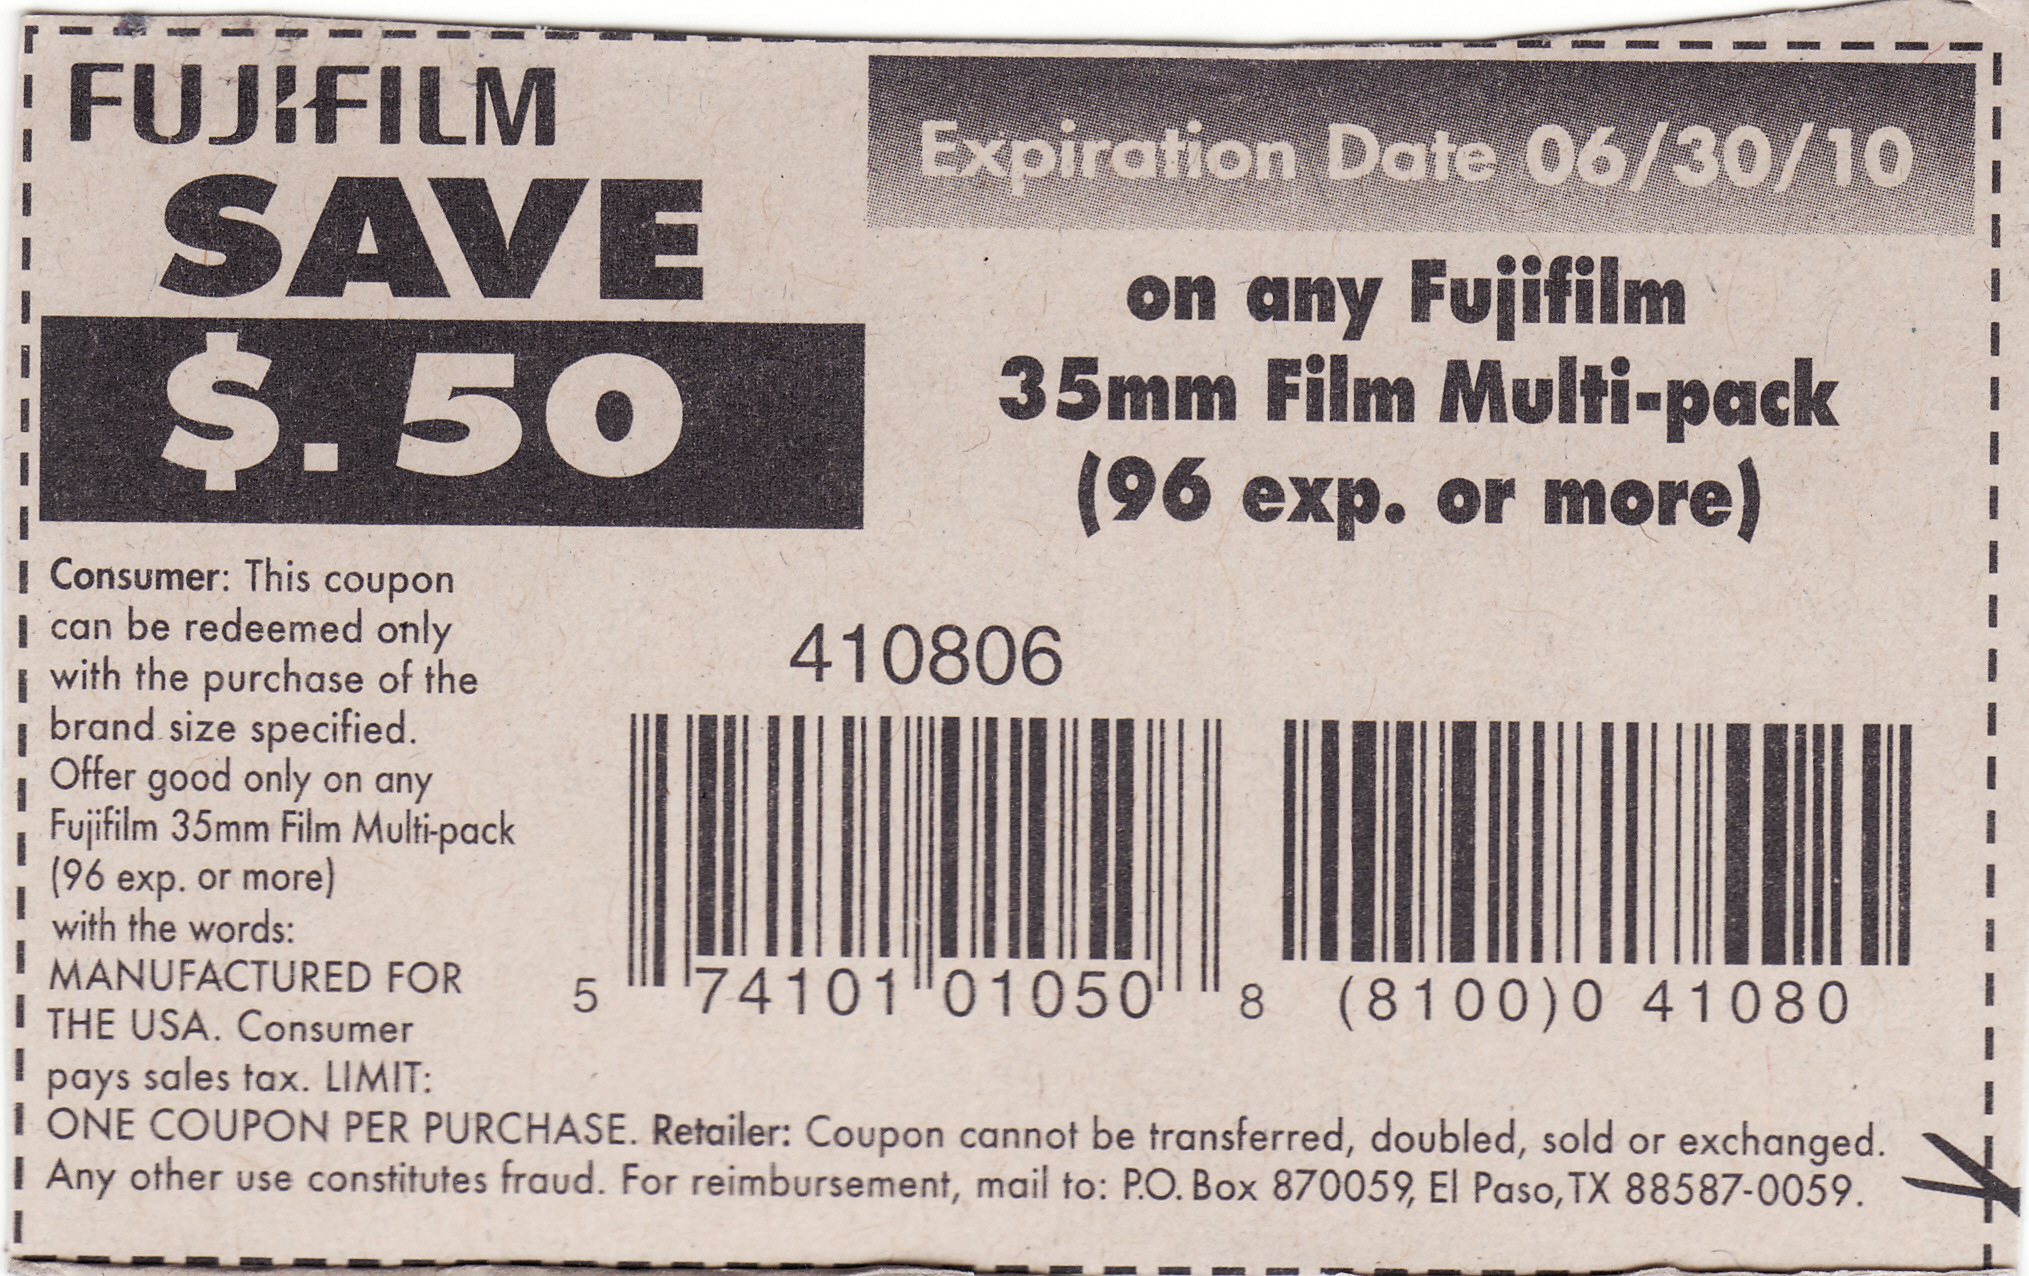 FUJIFILM
SAVE
$.50
Expiration Date 06/30/10
on any Fujifilm
35mm Film Multi-pack
(96 exp. or more)
Consumer: This coupon
can be redeemed only
with the purchase of the
brand size specified.
Offer good only on any
Fujifilm 35mm Film Multi-pack
(96 exp. or more)
with the words:
MANUFACTURED FOR
THE USA. Consumer
pays sales tax. LIMIT:
ONE COUPON PER PURCHASE. Retailer: Coupon cannot be transferred, doubled, sold or exchanged.
Any other use constitutes fraud. For reimbursement, mail to: P.O. Box 870059, El Paso, TX 88587-0059.
410806
5 74101 01050 8 (8100)0 41080